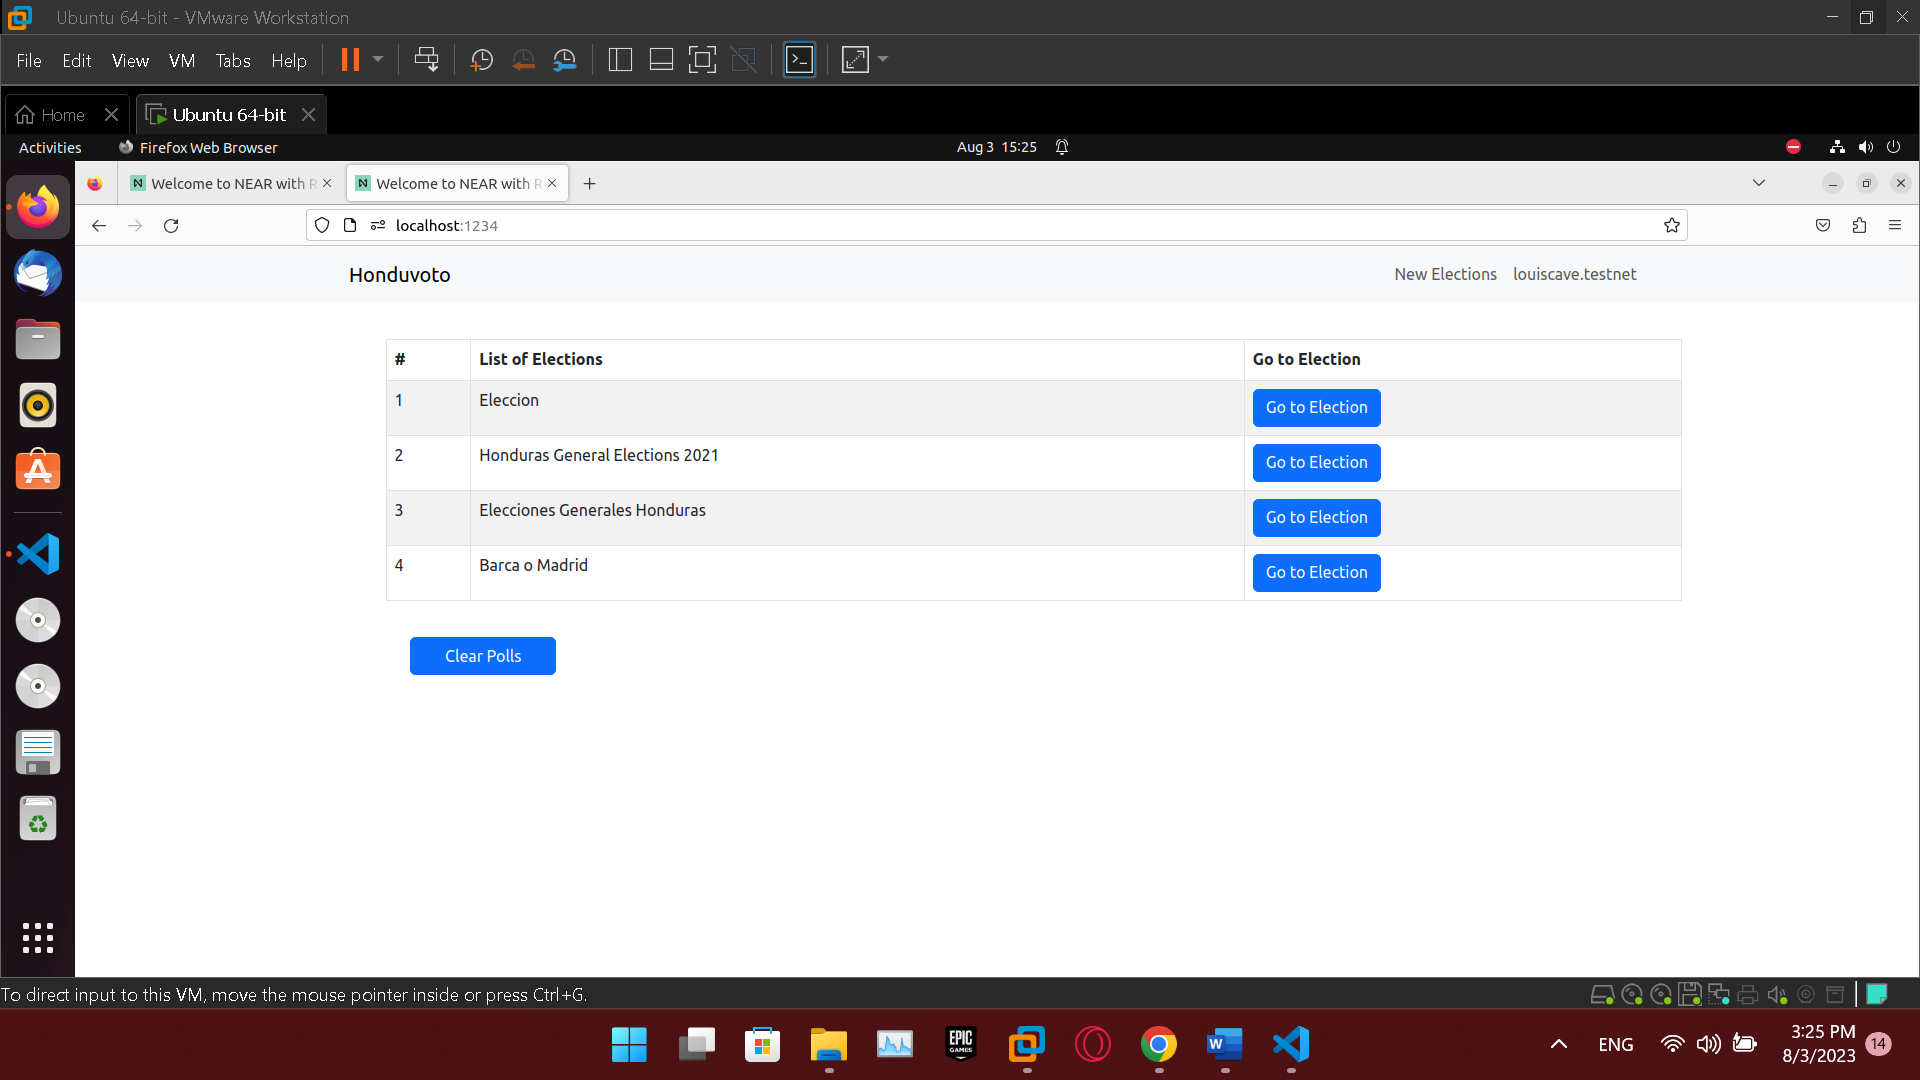 Ubuntu 64-bit - VMware Workstation
File Edit View VM Tabs Help
Home Ubuntu 64-bit
Activities Firefox Web Browser Aug 3 15:25
Welcome to NEAR with R Welcome to NEAR with R
localhost:1234
Honduvoto New Elections louiscave.testnet
# List of Elections Go to Election
1 Eleccion Go to Election
2 Honduras General Elections 2021 Go to Election
3 Elecciones Generales Honduras Go to Election
4 Barca o Madrid Go to Election
Clear Polls
To direct input to this VM, move the mouse pointer inside or press Ctrl+G.
EPIC
GAMES
W
ENG
3:25 PM
8/3/2023
14